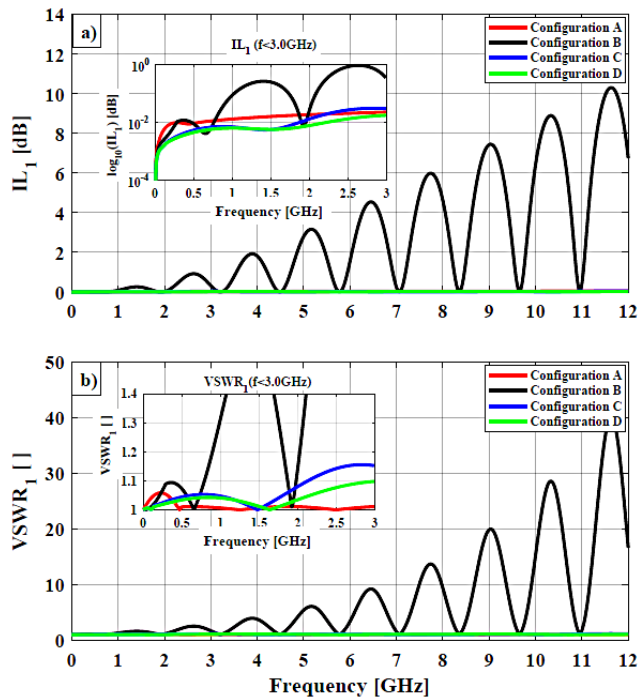 a)
14
12
10
8
6
4
2
0
IL1 [dB]
IL1 (f<3.0GHz)
10^0
10^-2
10^-4
log10(IL1) [dB]
0 0.5 1 1.5 2 2.5 3
Frequency [GHz]
Configuration A
Configuration B
Configuration C
Configuration D
0 1 2 3 4 5 6 7 8 9 10 11 12
b)
50
40
30
20
10
0
VSWR1 [ ]
VSWR1(f<3.0GHz)
1.4
1.3
1.2
1.1
1
VSWR1 [ ]
0 0.5 1 1.5 2 2.5 3
Frequency [GHz]
Configuration A
Configuration B
Configuration C
Configuration D
0 1 2 3 4 5 6 7 8 9 10 11 12
Frequency [GHz]